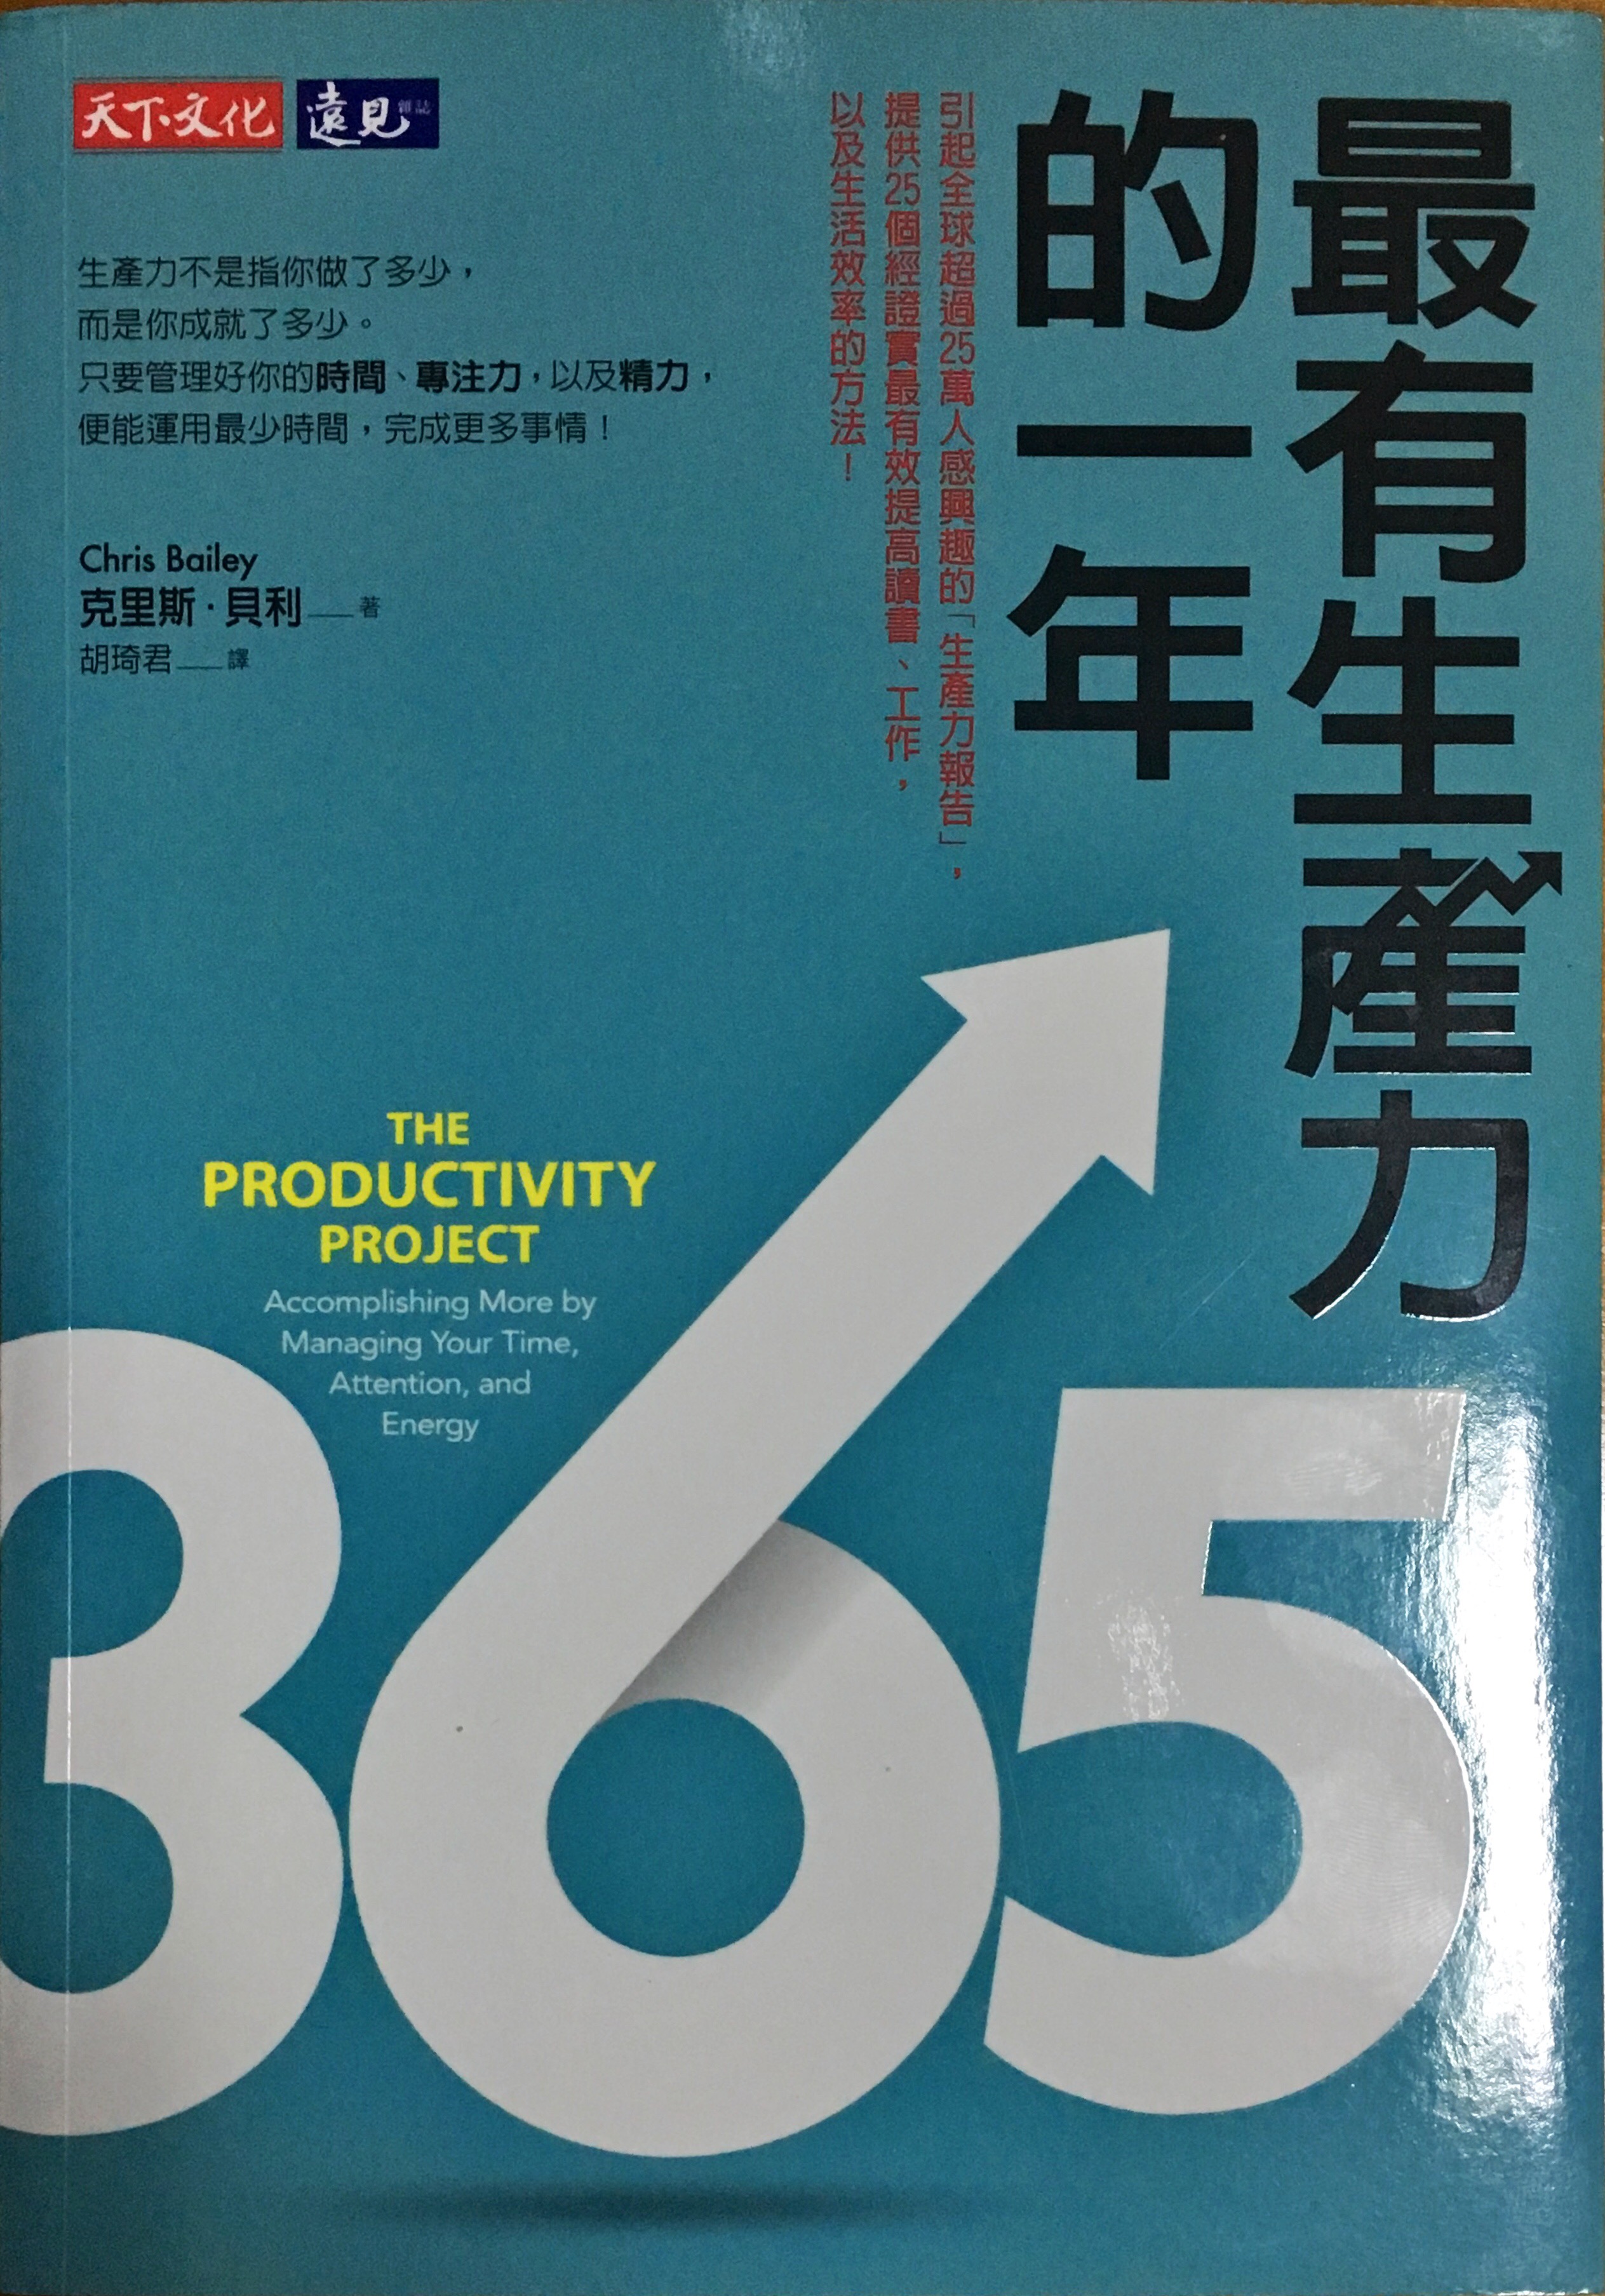 最有生產力
的一年
引起全球超過25萬人感興趣的「生產力報告」，
提供25個經證實最有效提高讀書、工作，
以及生活效率的方法！
天下文化
遠見雜誌
生產力不是指你做了多少，
而是你成就了多少。
只要管理好你的時間、專注力，以及精力，
便能運用最少時間，完成更多事情！
Chris Bailey
克里斯·貝利——著
胡琦君——譯
THE
PRODUCTIVITY
PROJECT
Accomplishing More by
Managing Your Time,
Attention, and
Energy
365